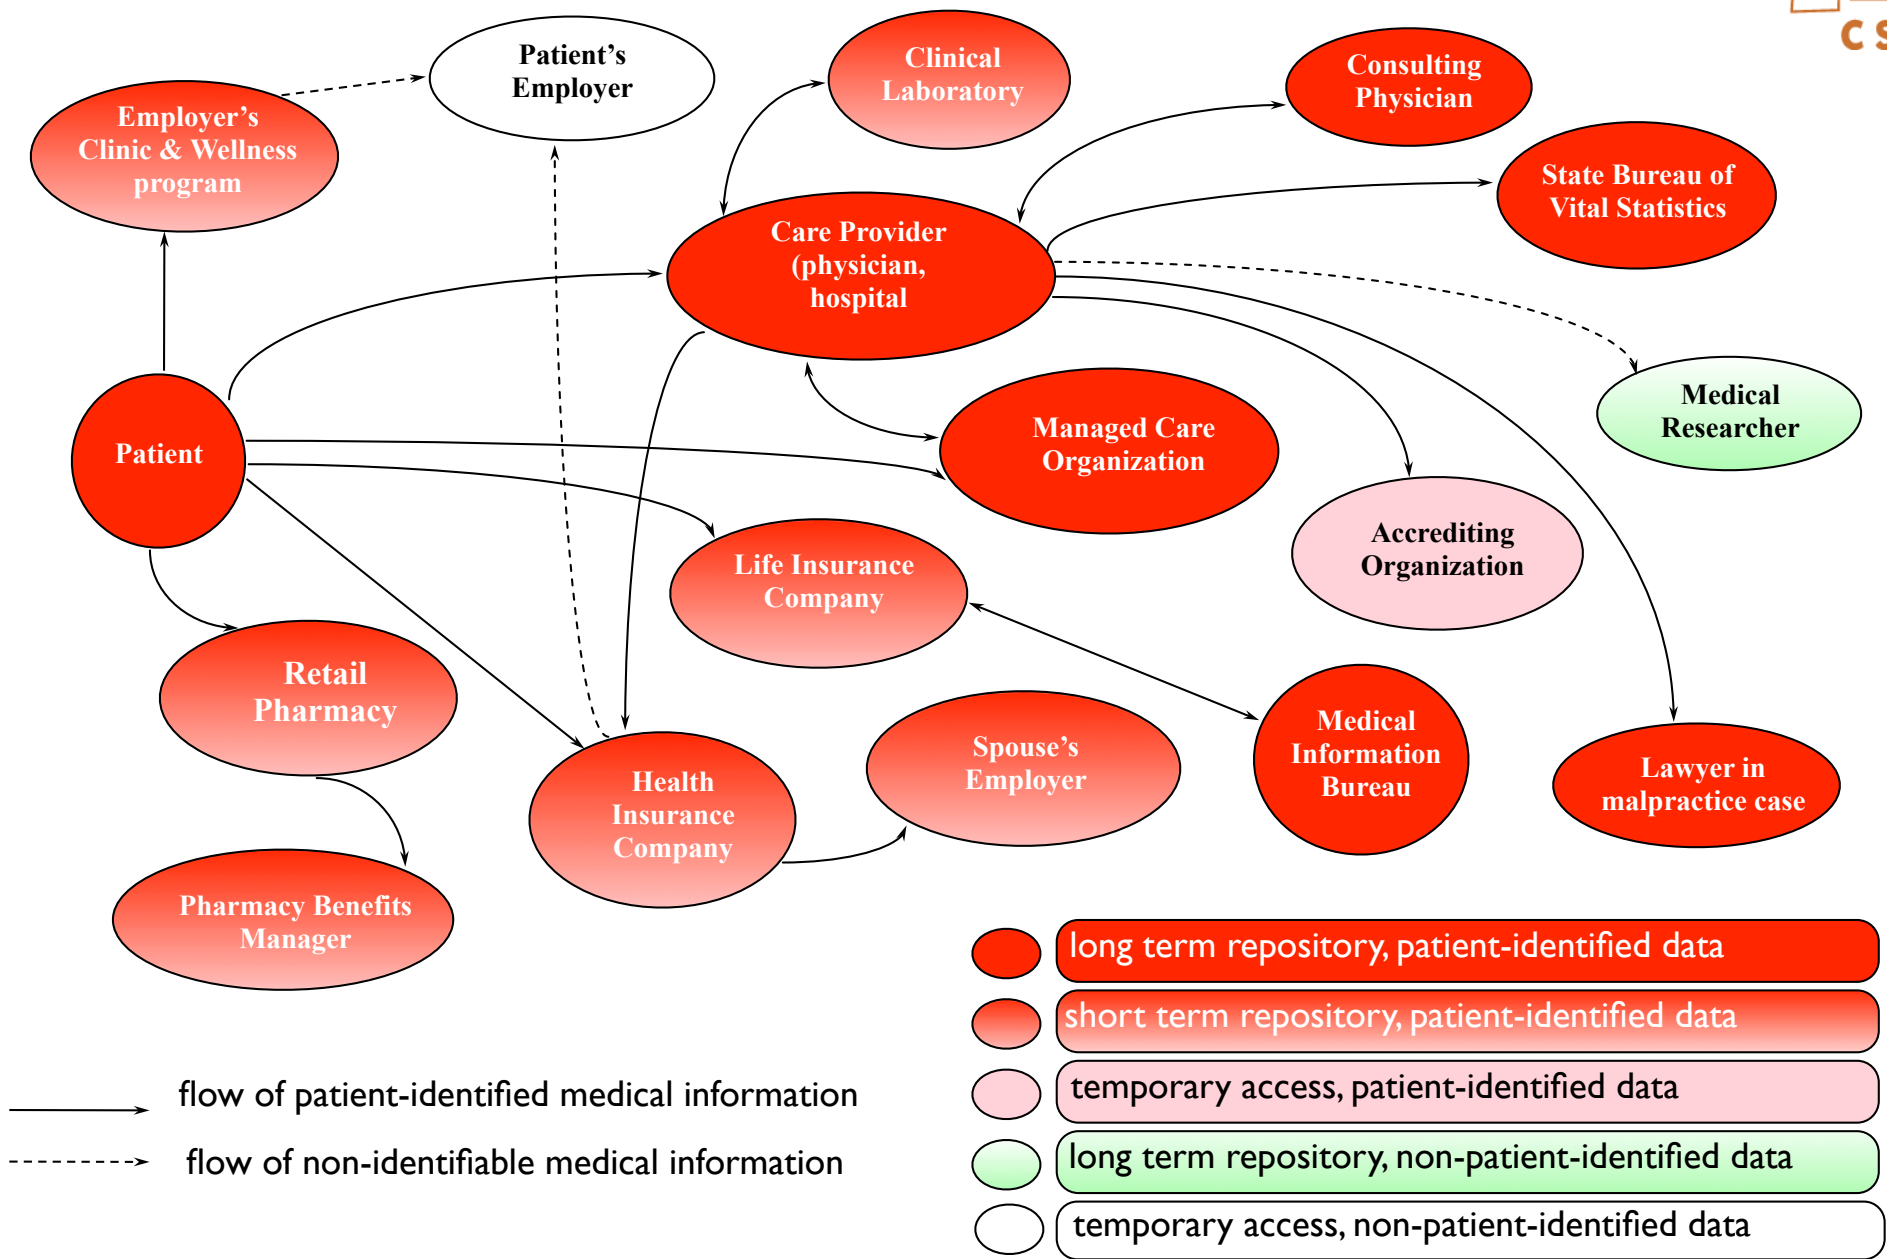 C S
Patient's
Employer
Clinical
Laboratory
Consulting
Physician
Employer's
Clinic & Wellness
program
State Bureau of
Vital Statistics
Care Provider
(physician,
hospital
Medical
Researcher
Patient
Managed Care
Organization
Accrediting
Organization
Life Insurance
Company
Retail
Pharmacy
Health
Insurance
Company
Spouse's
Employer
Medical
Information
Bureau
Lawyer in
malpractice case
Pharmacy Benefits
Manager
long term repository, patient-identified data
short term repository, patient-identified data
temporary access, patient-identified data
long term repository, non-patient-identified data
temporary access, non-patient-identified data
flow of patient-identified medical information
flow of non-identifiable medical information